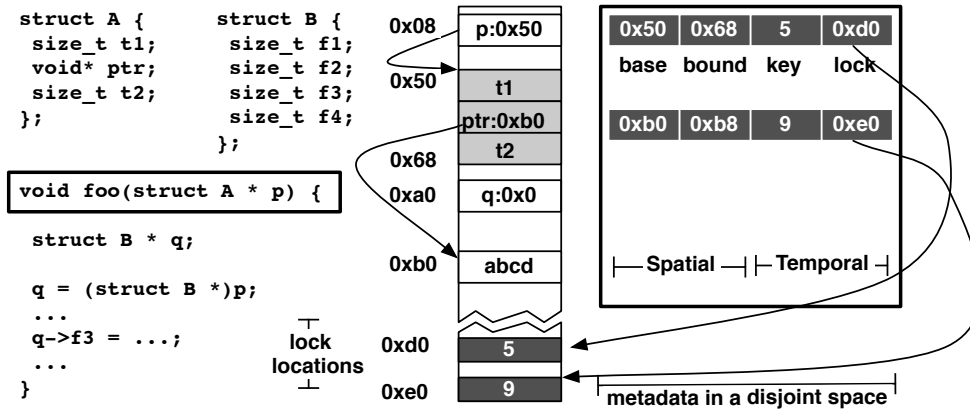 struct A {
size_t t1;
void* ptr;
size_t t2;
};
struct B {
size_t f1;
size_t f2;
size_t f3;
size_t f4;
};
void foo(struct A * p) {
struct B * q;
q = (struct B *)p;
...
q->f3 = ...;
...
}
lock
locations
0x08 p:0x50
0x50 t1
ptr:0xb0
t2
0x68
0xa0 q:0x0
0xb0 abcd
0xd0 5
0xe0 9
0x50 0x68 5 0xd0
base bound key lock
0xb0 0xb8 9 0xe0
Spatial Temporal
metadata in a disjoint space